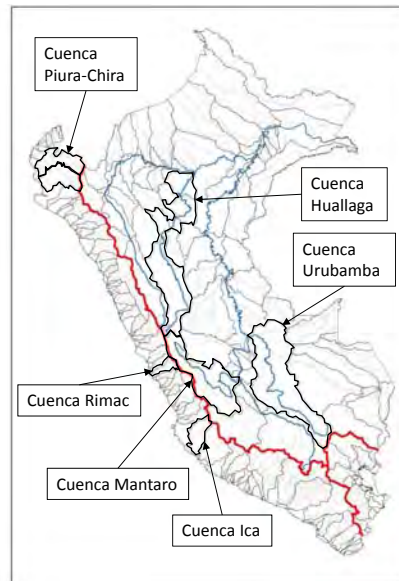 Cuenca
Piura-Chira
Cuenca
Huallaga
Cuenca
Urubamba
Cuenca Rimac
Cuenca Mantaro
Cuenca Ica